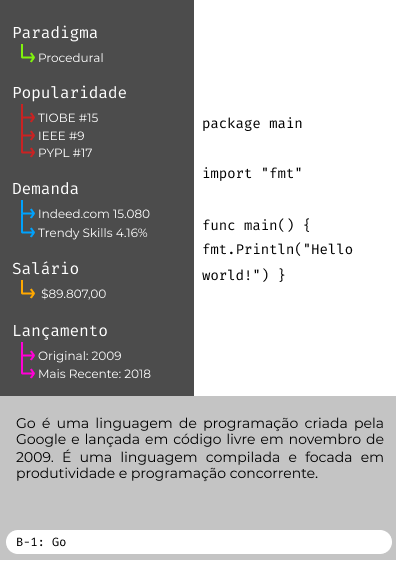 Paradigma
Procedural
Popularidade
TIOBE #15
IEEE #9
PYPL #17
Demanda
Indeed.com 15.080
Trendy Skills 4.16%
Salário
$89.807,00
Lançamento
Original: 2009
Mais Recente: 2018
package main
import "fmt"
func main() {
fmt.Println("Hello
world!") }
Go é uma linguagem de programação criada pela
Google e lançada em código livre em novembro de
2009. É uma linguagem compilada e focada em
produtividade e programação concorrente.
B-1: Go